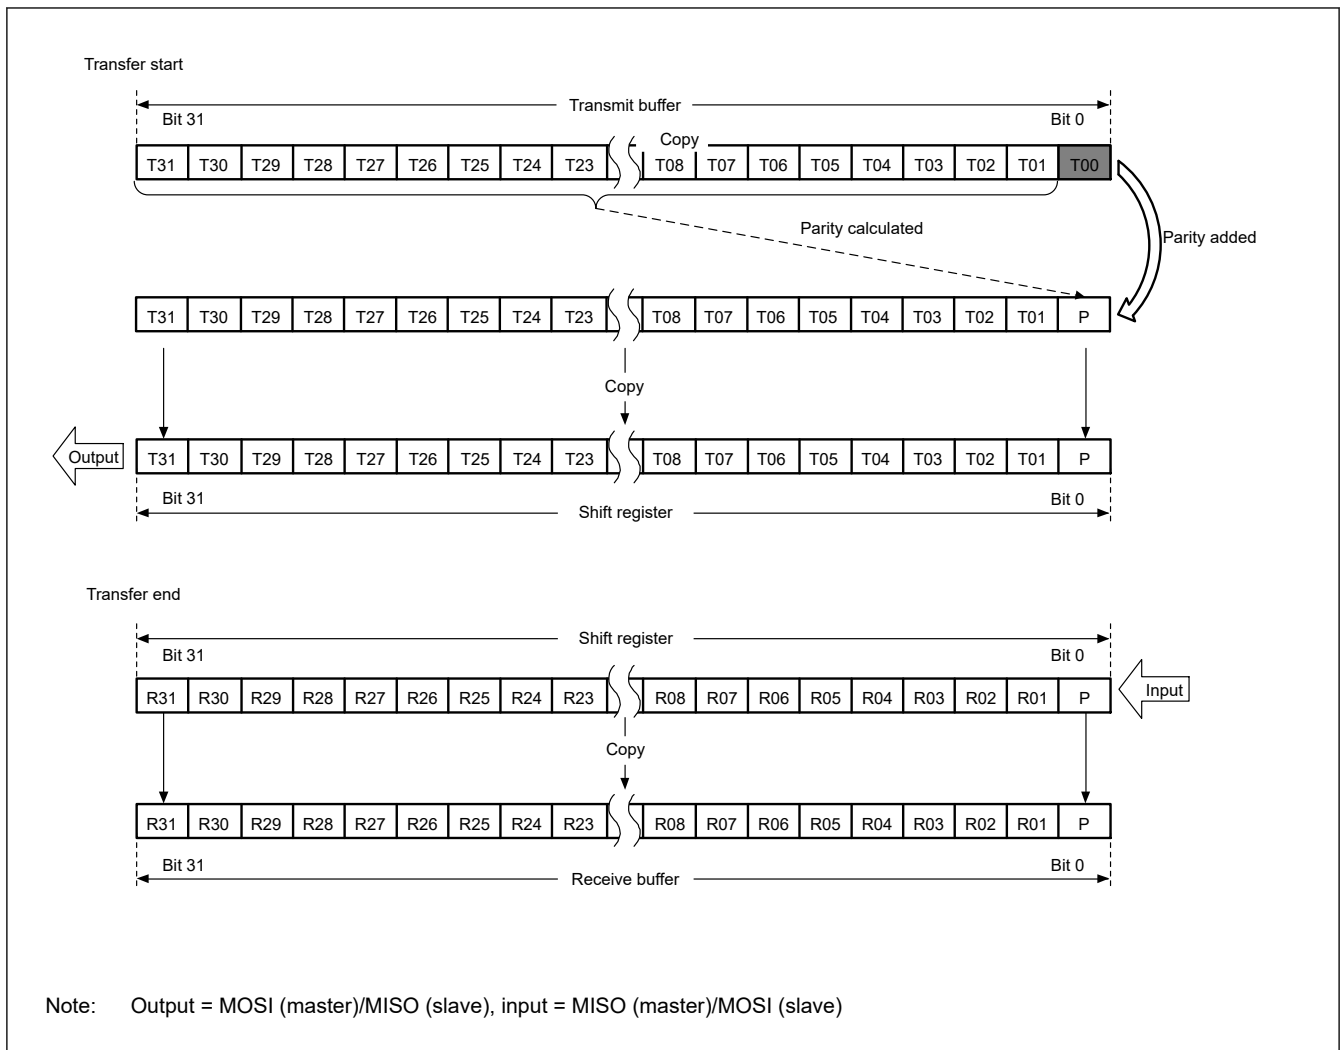 Transfer start
Transmit buffer
Bit 31 Bit 0
Copy
T31 T30 T29 T28 T27 T26 T25 T24 T23 T08 T07 T06 T05 T04 T03 T02 T01 T00
Parity calculated
Parity added
T31 T30 T29 T28 T27 T26 T25 T24 T23 T08 T07 T06 T05 T04 T03 T02 T01 P
Copy
Output T31 T30 T29 T28 T27 T26 T25 T24 T23 T08 T07 T06 T05 T04 T03 T02 T01 P
Bit 31 Bit 0
Shift register
Transfer end
Shift register
Bit 31 Bit 0
R31 R30 R29 R28 R27 R26 R25 R24 R23 R08 R07 R06 R05 R04 R03 R02 R01 P Input
Copy
R31 R30 R29 R28 R27 R26 R25 R24 R23 R08 R07 R06 R05 R04 R03 R02 R01 P
Bit 31 Bit 0
Receive buffer
Note: Output = MOSI (master)/MISO (slave), input = MISO (master)/MOSI (slave)